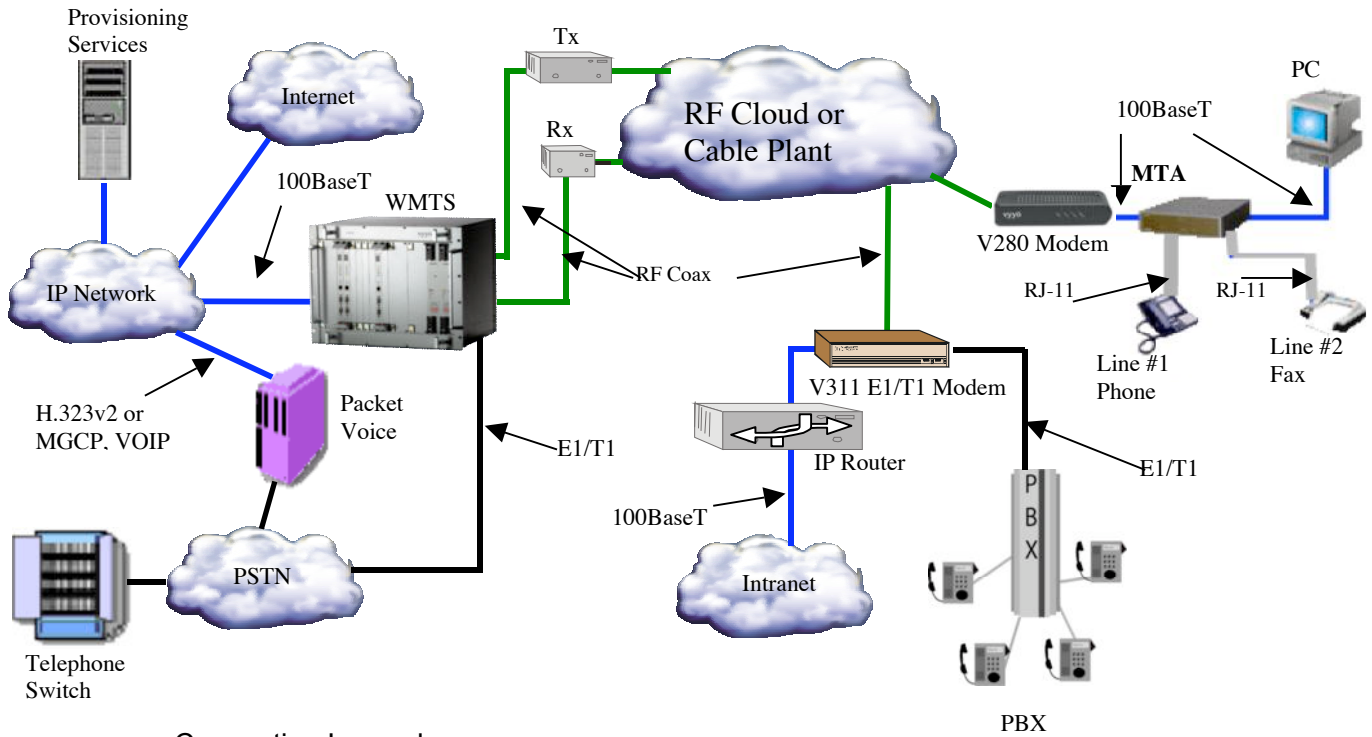 Provisioning
Services
Internet
Tx
Rx
RF Cloud or
Cable Plant
PC
100BaseT
MTA
100BaseT
WMTS
V280 Modem
IP Network
RF Coax
RJ-11
RJ-11
Line #1
Phone
Line #2
Fax
V311 E1/T1 Modem
H.323v2 or
MGCP, VOIP
Packet
Voice
E1/T1
IP Router
E1/T1
100BaseT
P
B
X
PSTN
Intranet
Telephone
Switch
PBX